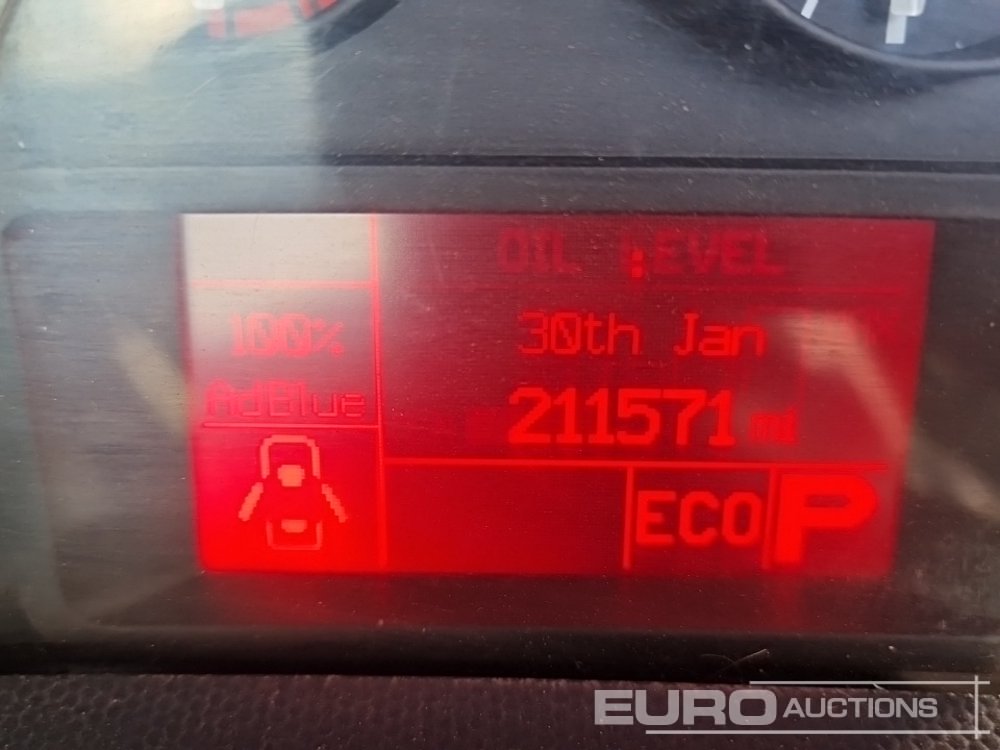 OIL LEVEL
100%
30th Jan
AdBlue
211571 mi
ECO P
EURO AUCTIONS